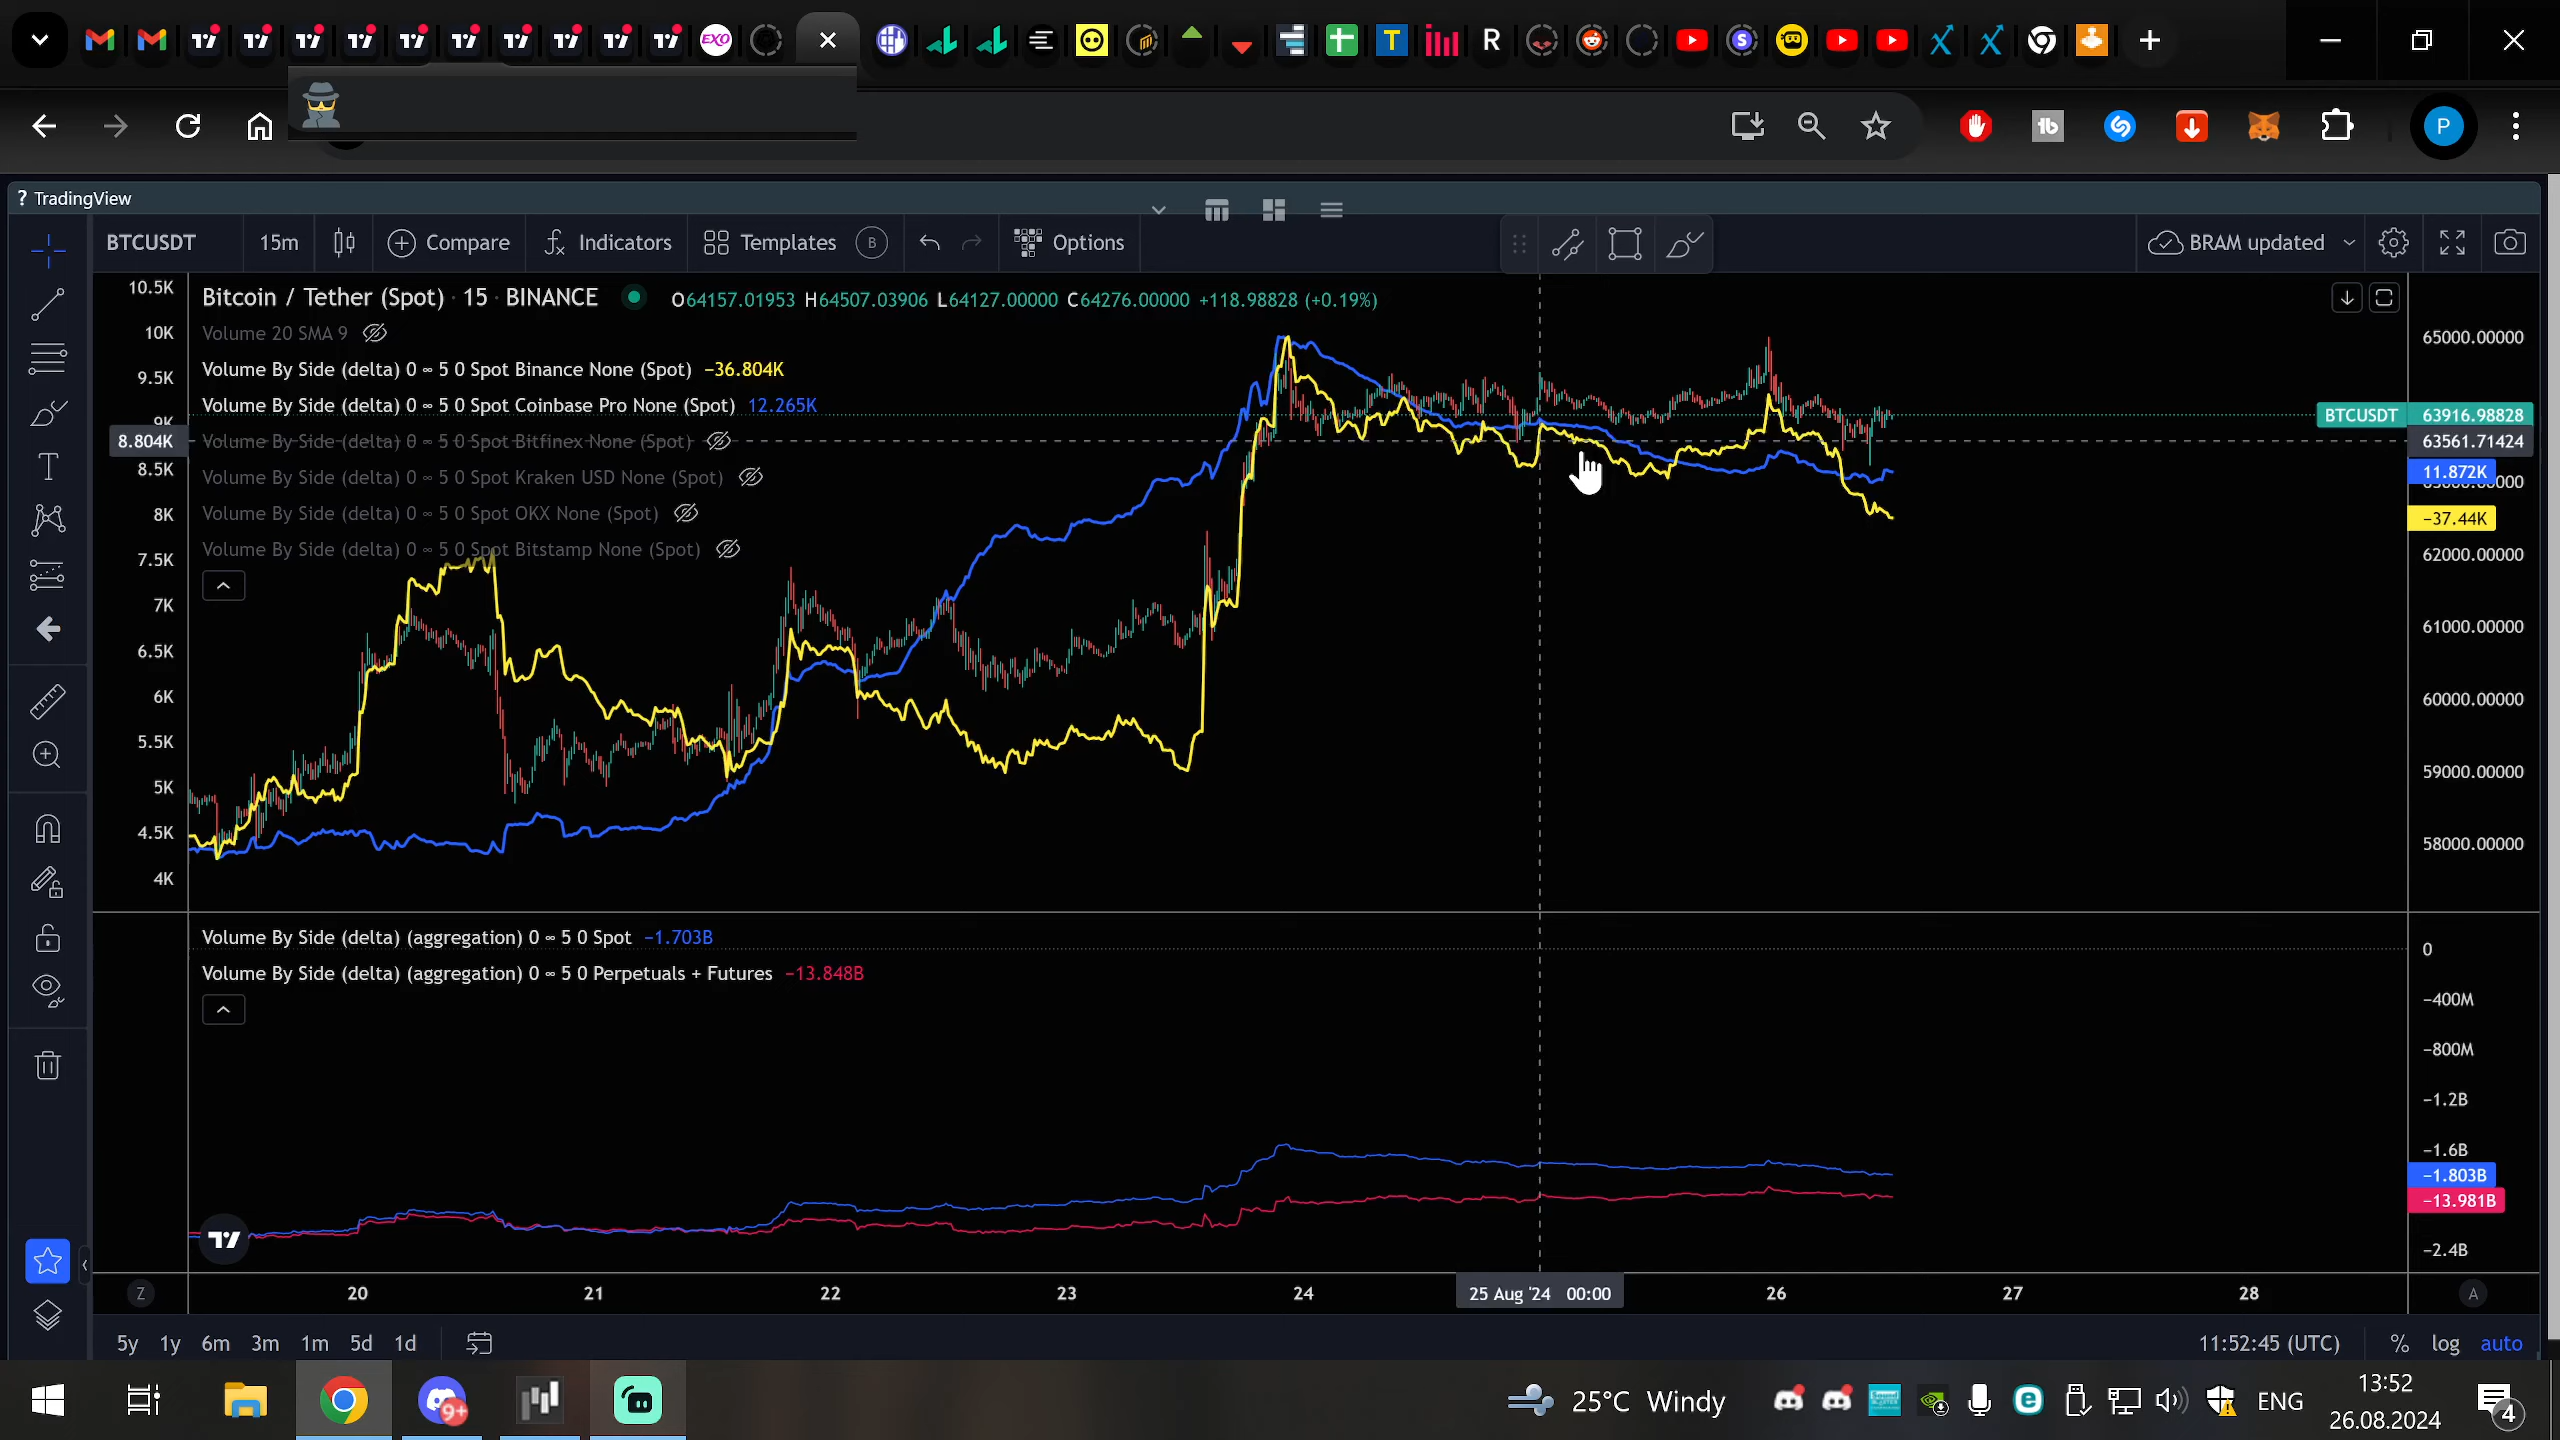 ? TradingView
BTCUSDT 15m Compare Indicators Templates B Options BRAM updated
Bitcoin / Tether (Spot) · 15 · BINANCE O64157.01953 H64507.03906 L64127.00000 C64276.00000 +118.98828 (+0.19%)
Volume 20 SMA 9
Volume By Side (delta) 0 ∞ 5 0 Spot Binance None (Spot) −36.804K
Volume By Side (delta) 0 ∞ 5 0 Spot Coinbase Pro None (Spot) 12.265K
Volume By Side (delta) 0 ∞ 5 0 Spot Bitfinex None (Spot)
Volume By Side (delta) 0 ∞ 5 0 Spot Kraken USD None (Spot)
Volume By Side (delta) 0 ∞ 5 0 Spot OKX None (Spot)
Volume By Side (delta) 0 ∞ 5 0 Spot Bitstamp None (Spot)
10.5K
10K
9.5K
9K
8.804K
8.5K
8K
7.5K
7K
6.5K
6K
5.5K
5K
4.5K
4K
65000.00000
BTCUSDT 63916.98828
63561.71424
11.872K
−37.44K
62000.00000
61000.00000
60000.00000
59000.00000
58000.00000
Volume By Side (delta) (aggregation) 0 ∞ 5 0 Spot −1.703B
Volume By Side (delta) (aggregation) 0 ∞ 5 0 Perpetuals + Futures −13.848B
0
−400M
−800M
−1.2B
−1.6B
−1.803B
−13.981B
−2.4B
Z 20 21 22 23 24 25 Aug '24 00:00 26 27 28 A
5y 1y 6m 3m 1m 5d 1d 11:52:45 (UTC) % log auto
9+ 25°C Windy ENG 13:52
26.08.2024 4